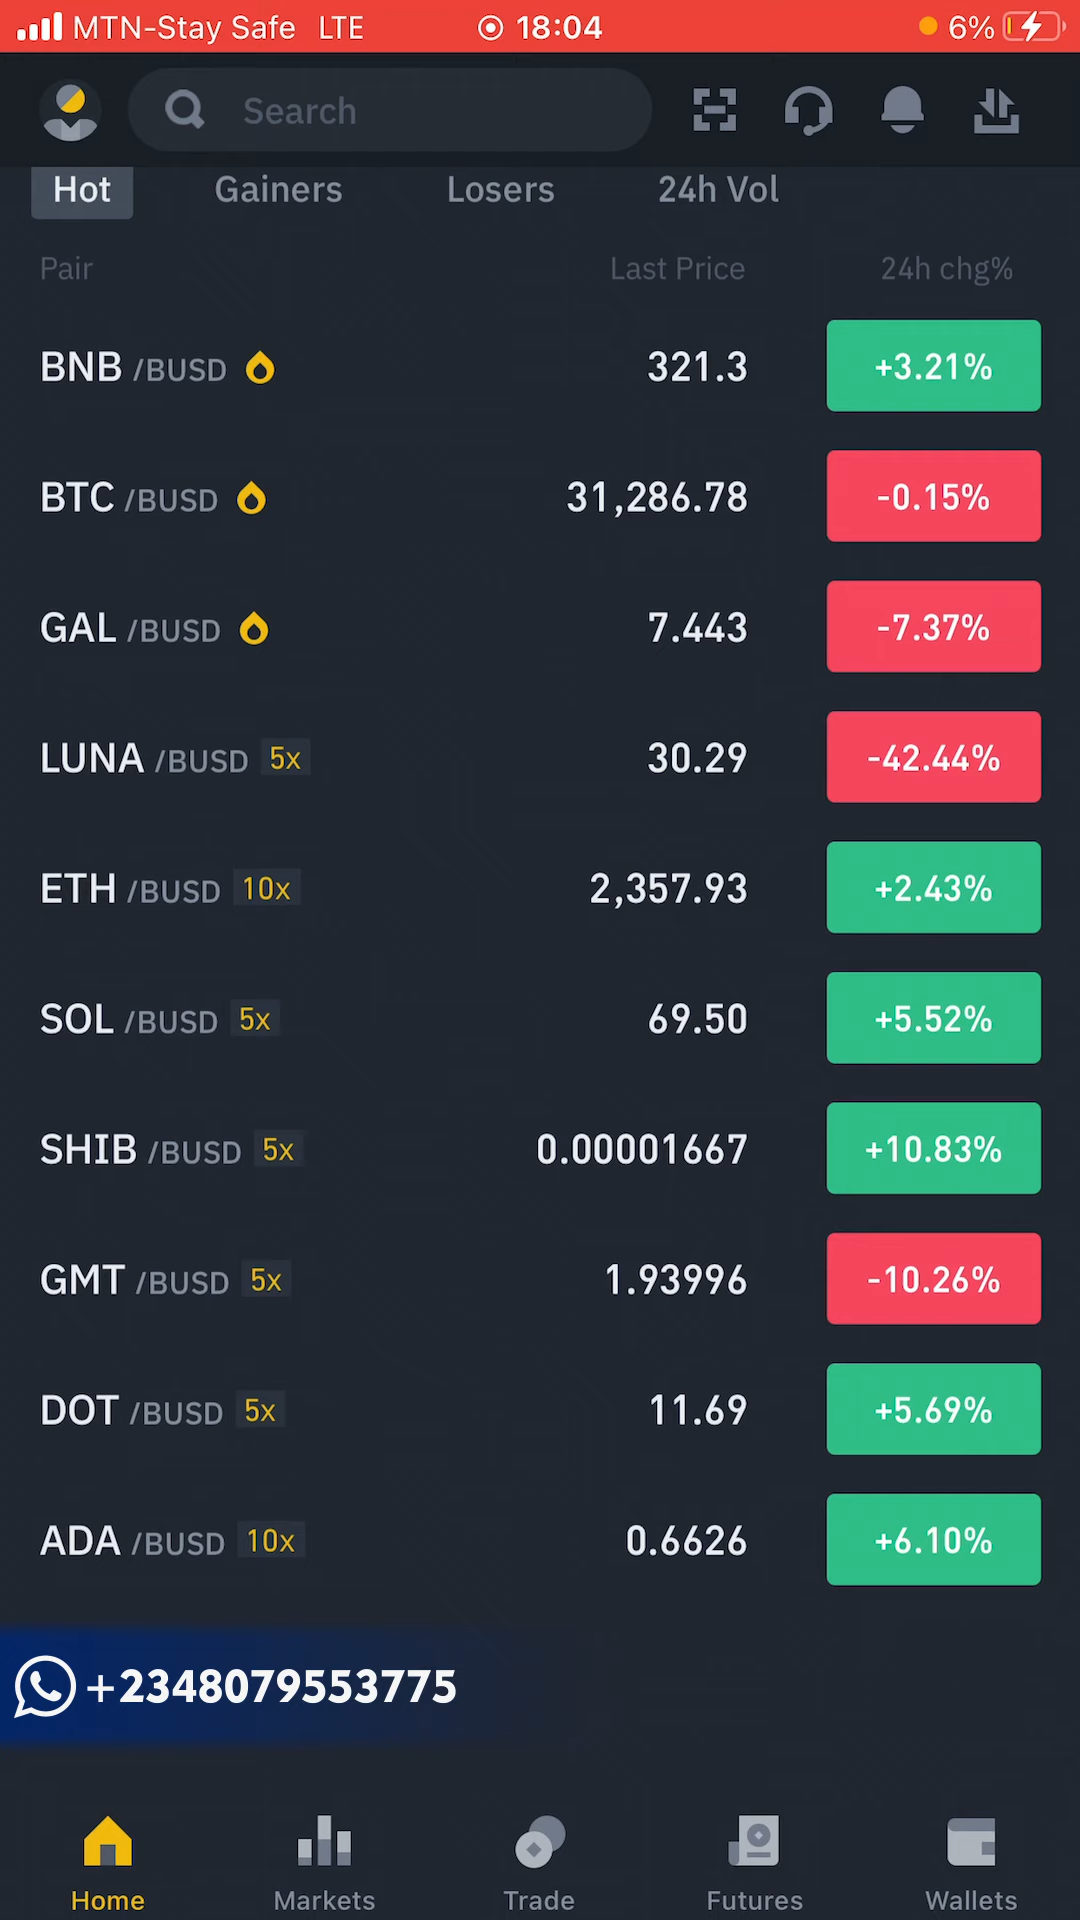 MTN-Stay Safe LTE 18:04 6%
Search
Hot Gainers Losers 24h Vol
Pair Last Price 24h chg%
BNB /BUSD 321.3 +3.21%
BTC /BUSD 31,286.78 -0.15%
GAL /BUSD 7.443 -7.37%
LUNA /BUSD 5x 30.29 -42.44%
ETH /BUSD 10x 2,357.93 +2.43%
SOL /BUSD 5x 69.50 +5.52%
SHIB /BUSD 5x 0.00001667 +10.83%
GMT /BUSD 5x 1.93996 -10.26%
DOT /BUSD 5x 11.69 +5.69%
ADA /BUSD 10x 0.6626 +6.10%
+2348079553775
Home Markets Trade Futures Wallets